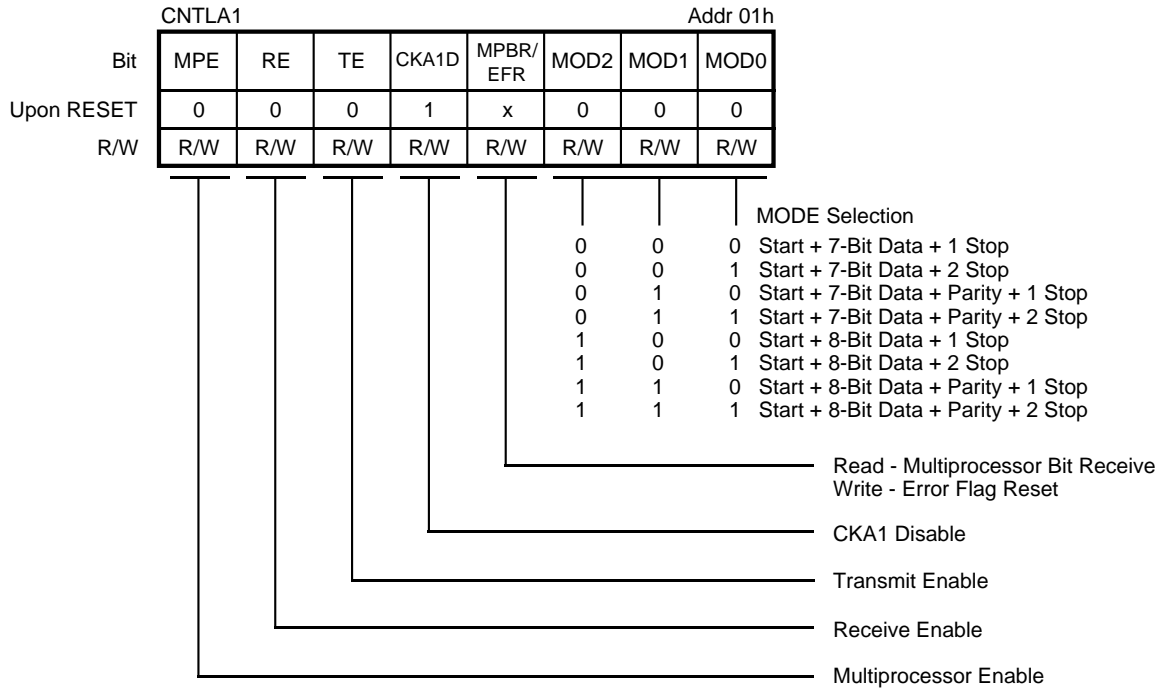 CNTLA1 Addr 01h
Bit MPE RE TE CKA1D MPBR/ EFR MOD2 MOD1 MOD0
Upon RESET 0 0 0 1 x 0 0 0
R/W R/W R/W R/W R/W R/W R/W R/W R/W
MODE Selection
0 0 0 Start + 7-Bit Data + 1 Stop
0 0 1 Start + 7-Bit Data + 2 Stop
0 1 0 Start + 7-Bit Data + Parity + 1 Stop
0 1 1 Start + 7-Bit Data + Parity + 2 Stop
1 0 0 Start + 8-Bit Data + 1 Stop
1 0 1 Start + 8-Bit Data + 2 Stop
1 1 0 Start + 8-Bit Data + Parity + 1 Stop
1 1 1 Start + 8-Bit Data + Parity + 2 Stop
Read - Multiprocessor Bit Receive
Write - Error Flag Reset
CKA1 Disable
Transmit Enable
Receive Enable
Multiprocessor Enable